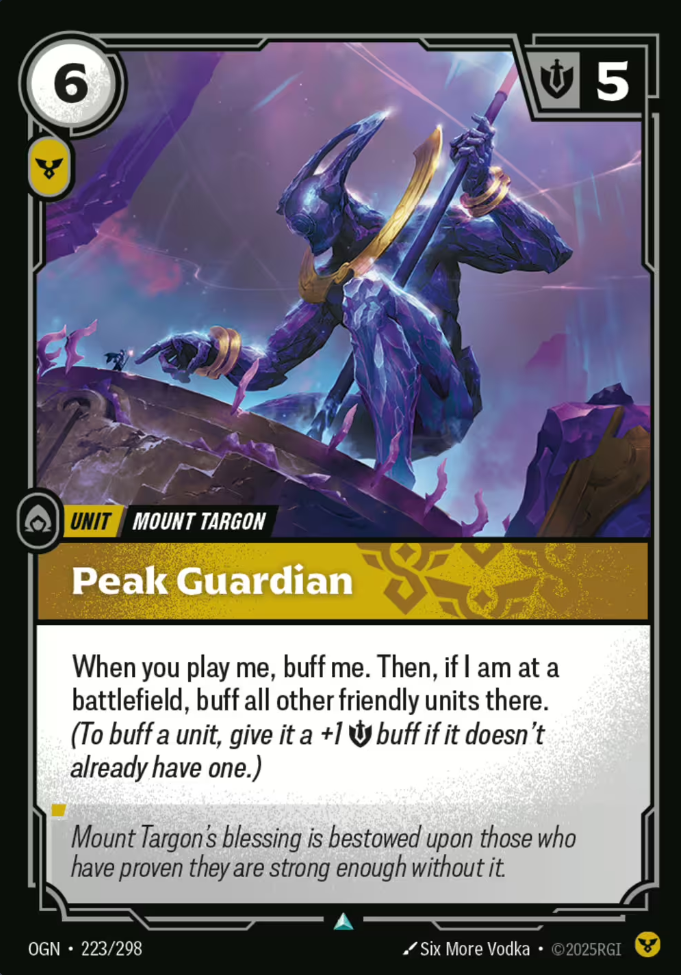 6
5
UNIT MOUNT TARGON
Peak Guardian
When you play me, buff me. Then, if I am at a
battlefield, buff all other friendly units there.
(To buff a unit, give it a +1 buff if it doesn't
already have one.)
Mount Targon's blessing is bestowed upon those who
have proven they are strong enough without it.
OGN • 223/298 Six More Vodka • ©2025RGI